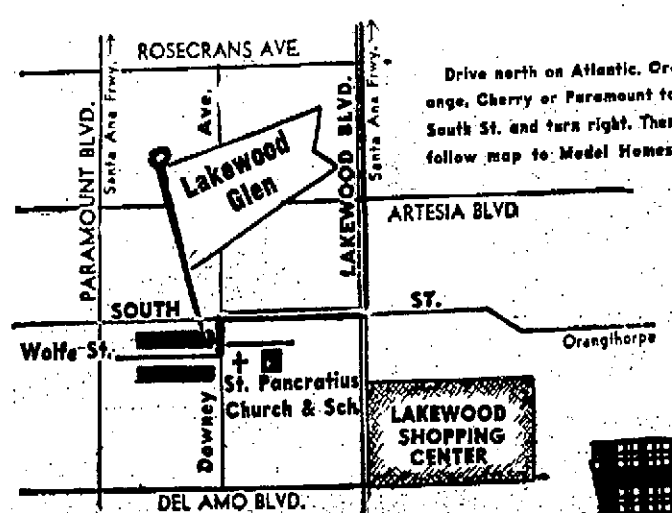 ROSECRANS AVE.
Drive north on Atlantic. Or-
ange, Cherry or Paramount to
South St. and turn right. Then
follow map to Model Homes
PARAMOUNT BLVD.
Santa Ana Frwy.
Ave.
Lakewood
Glen
LAKEWOOD BLVD.
Santa Ana Frwy.
ARTESIA BLVD
SOUTH
ST.
Wolfe St.
Orangthorpe
St. Pancratius
Church & Sch.
Downey
LAKEWOOD
SHOPPING
CENTER
DEL AMO BLVD.